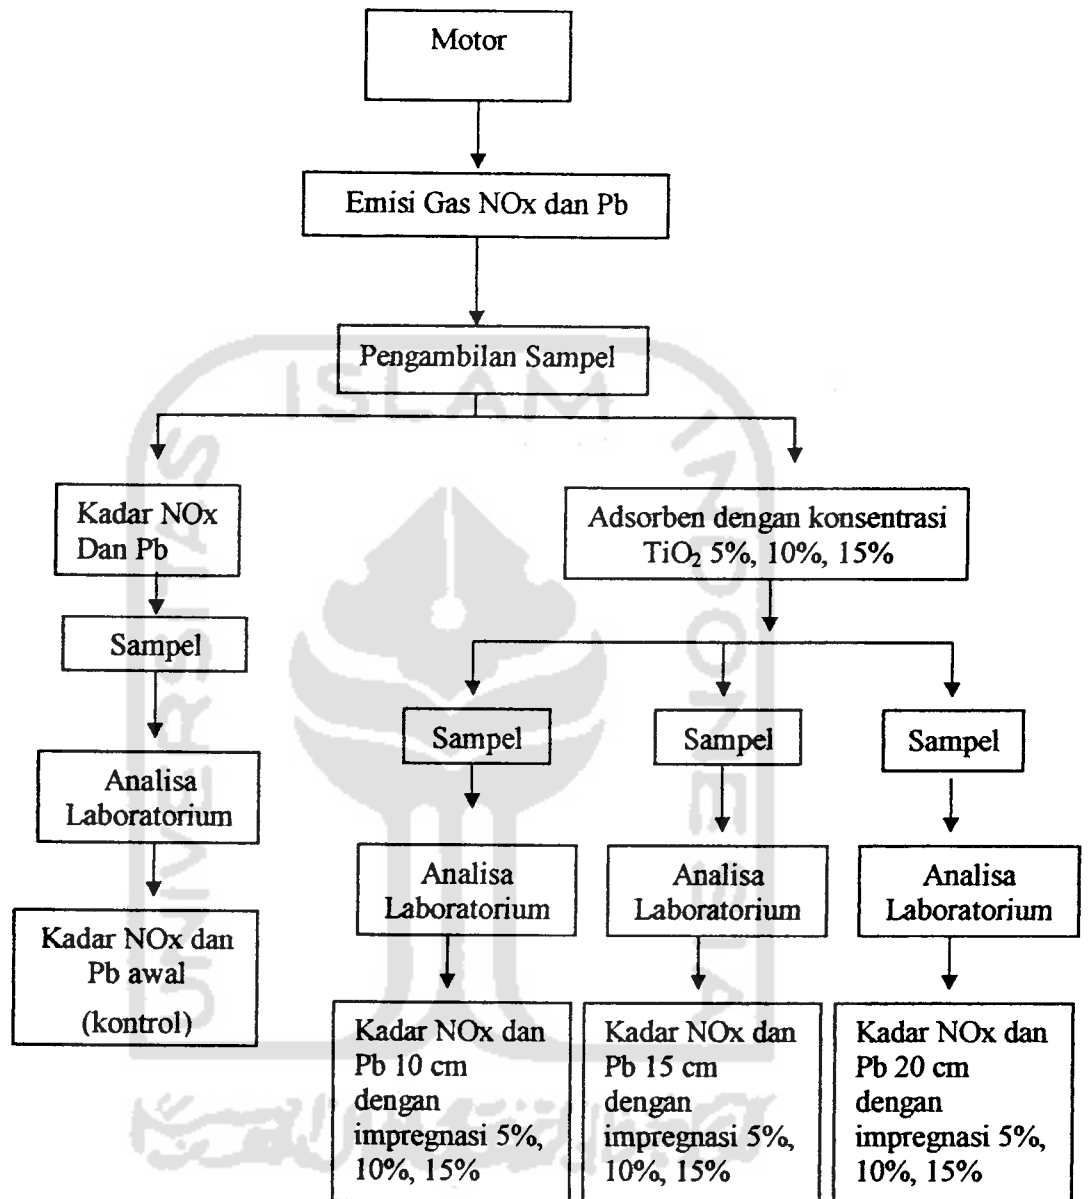 Motor
Emisi Gas NOx dan Pb
Pengambilan Sampel
Kadar NOx
Dan Pb
Adsorben dengan konsentrasi
TiO₂ 5%, 10%, 15%
Sampel
Sampel
Sampel
Sampel
Analisa
Laboratorium
Analisa
Laboratorium
Analisa
Laboratorium
Analisa
Laboratorium
Kadar NOx dan
Pb awal
(kontrol)
Kadar NOx dan
Pb 10 cm
dengan
impregnasi 5%,
10%, 15%
Kadar NOx dan
Pb 15 cm
dengan
impregnasi 5%,
10%, 15%
Kadar NOx dan
Pb 20 cm
dengan
impregnasi 5%,
10%, 15%
UNIVERSITAS
ISLAM
INDONESIA